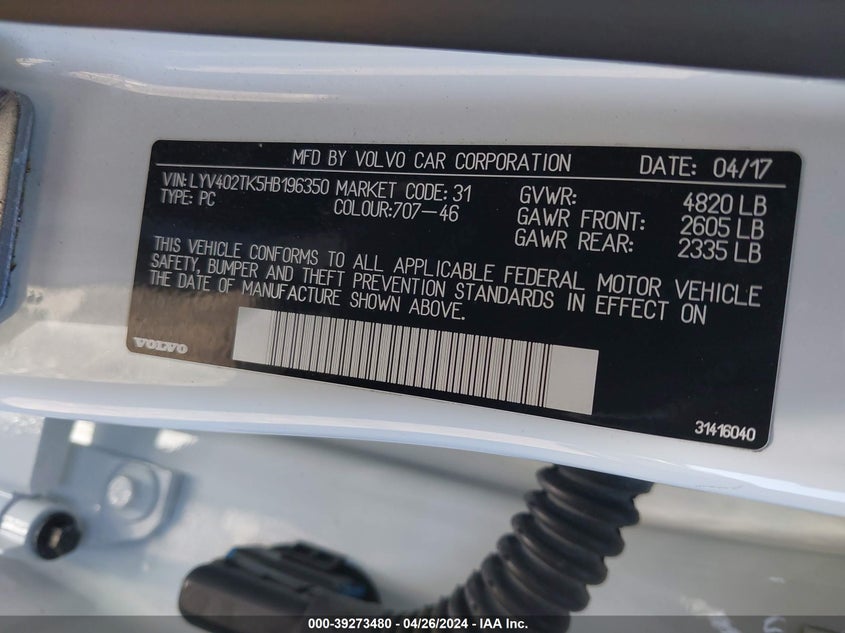 MFD BY VOLVO CAR CORPORATION DATE: 04/17
VIN: LYV402TK5HB196350 MARKET CODE: 31 GVWR: 4820 LB
TYPE: PC COLOUR:707-46 GAWR FRONT: 2605 LB
GAWR REAR: 2335 LB
THIS VEHICLE CONFORMS TO ALL APPLICABLE FEDERAL MOTOR VEHICLE
SAFETY, BUMPER AND THEFT PREVENTION STANDARDS IN EFFECT ON
THE DATE OF MANUFACTURE SHOWN ABOVE.
VOLVO
31416040
000-39273480 / 04/26/2024 / IAA Inc.